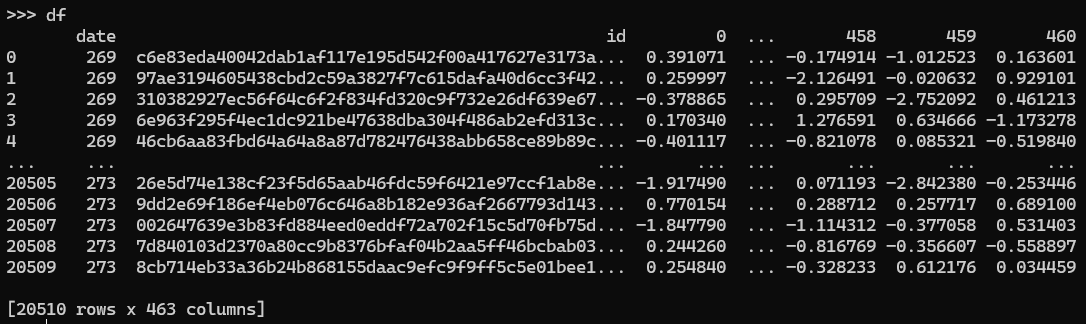 >>> df
       date                                                 id         0  ...       458       459       460
0       269  c6e83eda40042dab1af117e195d542f00a417627e3173a...  0.391071  ... -0.174914 -1.012523  0.163601
1       269  97ae3194605438cbd2c59a3827f7c615dafa40d6cc3f42...  0.259997  ... -2.126491 -0.020632  0.929101
2       269  310382927ec56f64c6f2f834fd320c9f732e26df639e67... -0.378865  ...  0.295709 -2.752092  0.461213
3       269  6e963f295f4ec1dc921be47638dba304f486ab2efd313c...  0.170340  ...  1.276591  0.634666 -1.173278
4       269  46cb6aa83fbd64a64a8a87d782476438abb658ce89b89c... -0.401117  ... -0.821078  0.085321 -0.519840
...     ...                                                ...       ...  ...       ...       ...       ...
20505   273  26e5d74e138cf23f5d65aab46fdc59f6421e97ccf1ab8e... -1.917490  ...  0.071193 -2.842380 -0.253446
20506   273  9dd2e69f186ef4eb076c646a8b182e936af2667793d143...  0.770154  ...  0.288712  0.257717  0.689100
20507   273  002647639e3b83fd884eed0eddf72a702f15c5d70fb75d... -1.847790  ... -1.114312 -0.377058  0.531403
20508   273  7d840103d2370a80cc9b8376bfaf04b2aa5ff46bcbab03...  0.244260  ... -0.816769 -0.356607 -0.558897
20509   273  8cb714eb33a36b24b868155daac9efc9f9ff5c5e01bee1...  0.254840  ... -0.328233  0.612176  0.034459
[20510 rows x 463 columns]